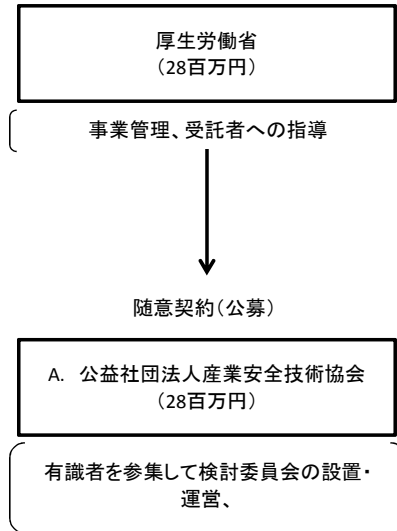 厚生労働省
(28百万円)
事業管理、受託者への指導
随意契約(公募)
A. 公益社団法人産業安全技術協会
(28百万円)
有識者を参集して検討委員会の設置・
運営、